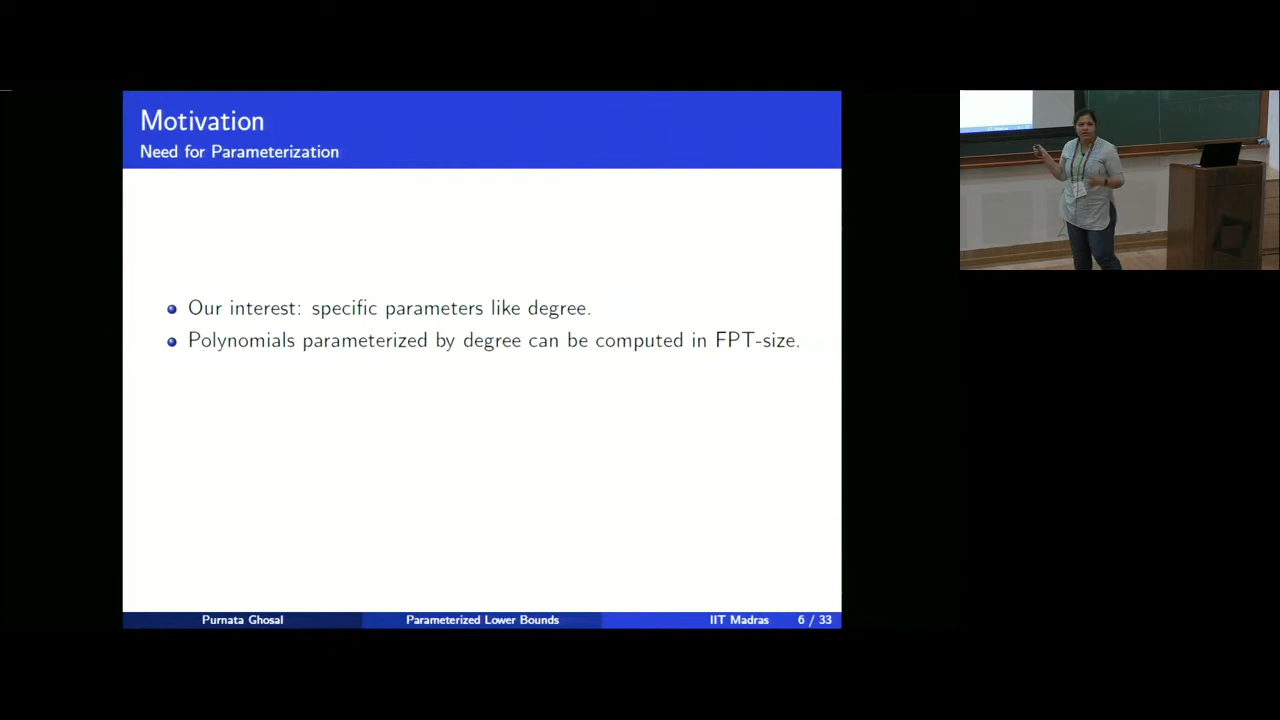 Motivation
Need for Parameterization
Our interest: specific parameters like degree.
Polynomials parameterized by degree can be computed in FPT-size.
Purnata Ghosal
Parameterized Lower Bounds
IIT Madras
6 / 33